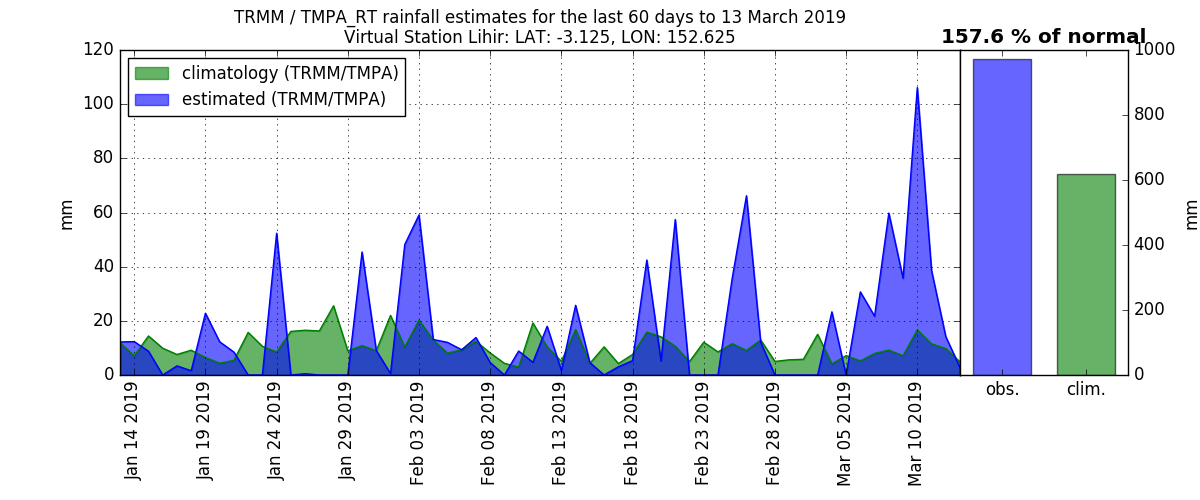 TRMM / TMPA_RT rainfall estimates for the last 60 days to 13 March 2019
Virtual Station Lihir: LAT: -3.125, LON: 152.625
157.6 % of normal
climatology (TRMM/TMPA)
estimated (TRMM/TMPA)
120
100
80
60
40
20
0
mm
Jan 14 2019
Jan 19 2019
Jan 24 2019
Jan 29 2019
Feb 03 2019
Feb 08 2019
Feb 13 2019
Feb 18 2019
Feb 23 2019
Feb 28 2019
Mar 05 2019
Mar 10 2019
obs.
clim.
1000
800
600
400
200
0
mm